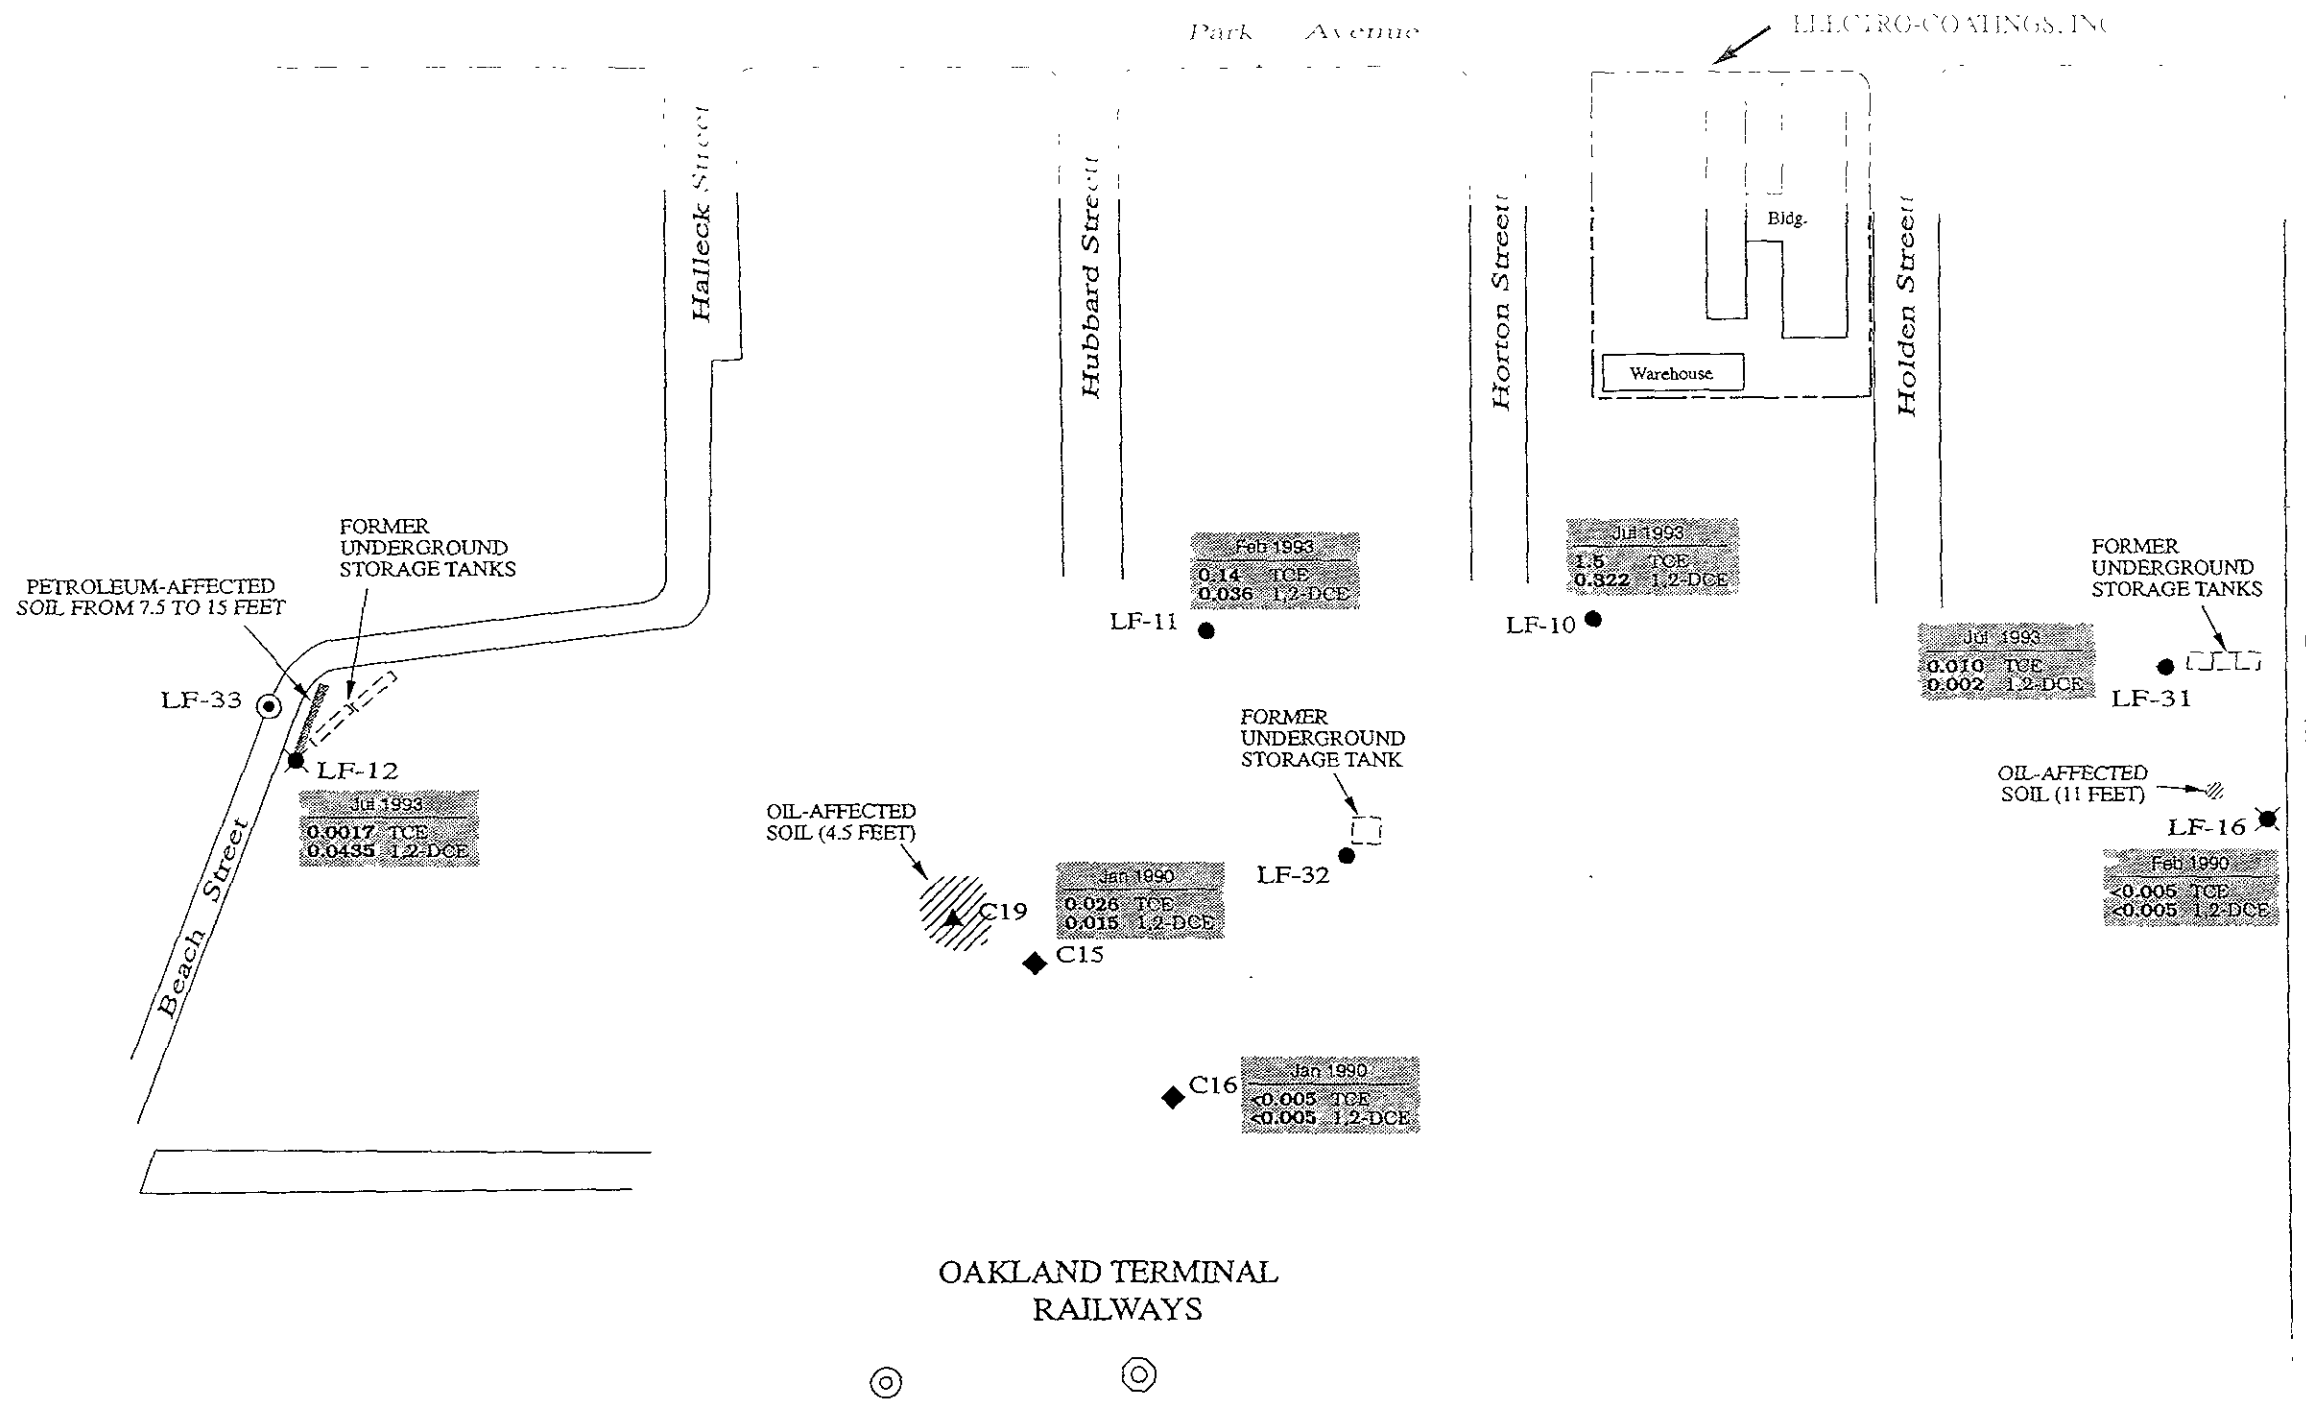 Park Avenue
ELECTRO-COATINGS, INC
Halleck Street
Hubbard Street
Horton Street
Bldg.
Warehouse
Holden Street
FORMER
UNDERGROUND
STORAGE TANKS
PETROLEUM-AFFECTED
SOIL FROM 7.5 TO 15 FEET
LF-33
LF-12
Jul 1993
0.0017 TCE
0.0435 1,2-DCE
Beach Street
Feb 1993
0.14 TCE
0.036 1,2-DCE
LF-11
Jul 1993
1.5 TCE
0.322 1,2-DCE
LF-10
FORMER
UNDERGROUND
STORAGE TANKS
Jul 1993
0.010 TCE
0.002 1,2-DCE
LF-31
FORMER
UNDERGROUND
STORAGE TANK
LF-32
OIL-AFFECTED
SOIL (11 FEET)
LF-16
Feb 1990
<0.005 TCE
<0.005 1,2-DCE
OIL-AFFECTED
SOIL (4.5 FEET)
C19
Jan 1990
0.026 TCE
0.015 1,2-DCE
C15
C16
Jan 1990
<0.005 TCE
<0.005 1,2-DCE
OAKLAND TERMINAL
RAILWAYS